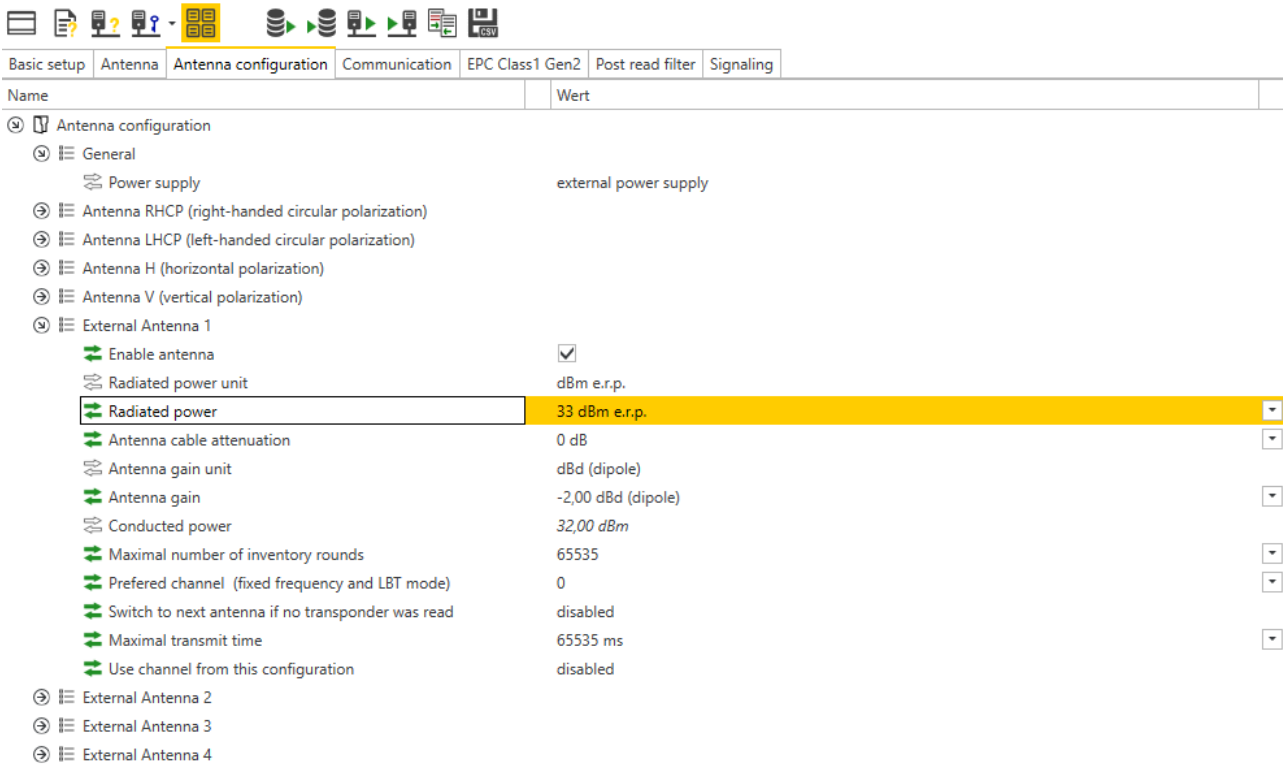 ? ? CSV
Basic setup Antenna Antenna configuration Communication EPC Class1 Gen2 Post read filter Signaling
Name Wert
Antenna configuration
General
Power supply external power supply
Antenna RHCP (right-handed circular polarization)
Antenna LHCP (left-handed circular polarization)
Antenna H (horizontal polarization)
Antenna V (vertical polarization)
External Antenna 1
Enable antenna
Radiated power unit dBm e.r.p.
Radiated power 33 dBm e.r.p.
Antenna cable attenuation 0 dB
Antenna gain unit dBd (dipole)
Antenna gain -2,00 dBd (dipole)
Conducted power 32,00 dBm
Maximal number of inventory rounds 65535
Prefered channel (fixed frequency and LBT mode) 0
Switch to next antenna if no transponder was read disabled
Maximal transmit time 65535 ms
Use channel from this configuration disabled
External Antenna 2
External Antenna 3
External Antenna 4